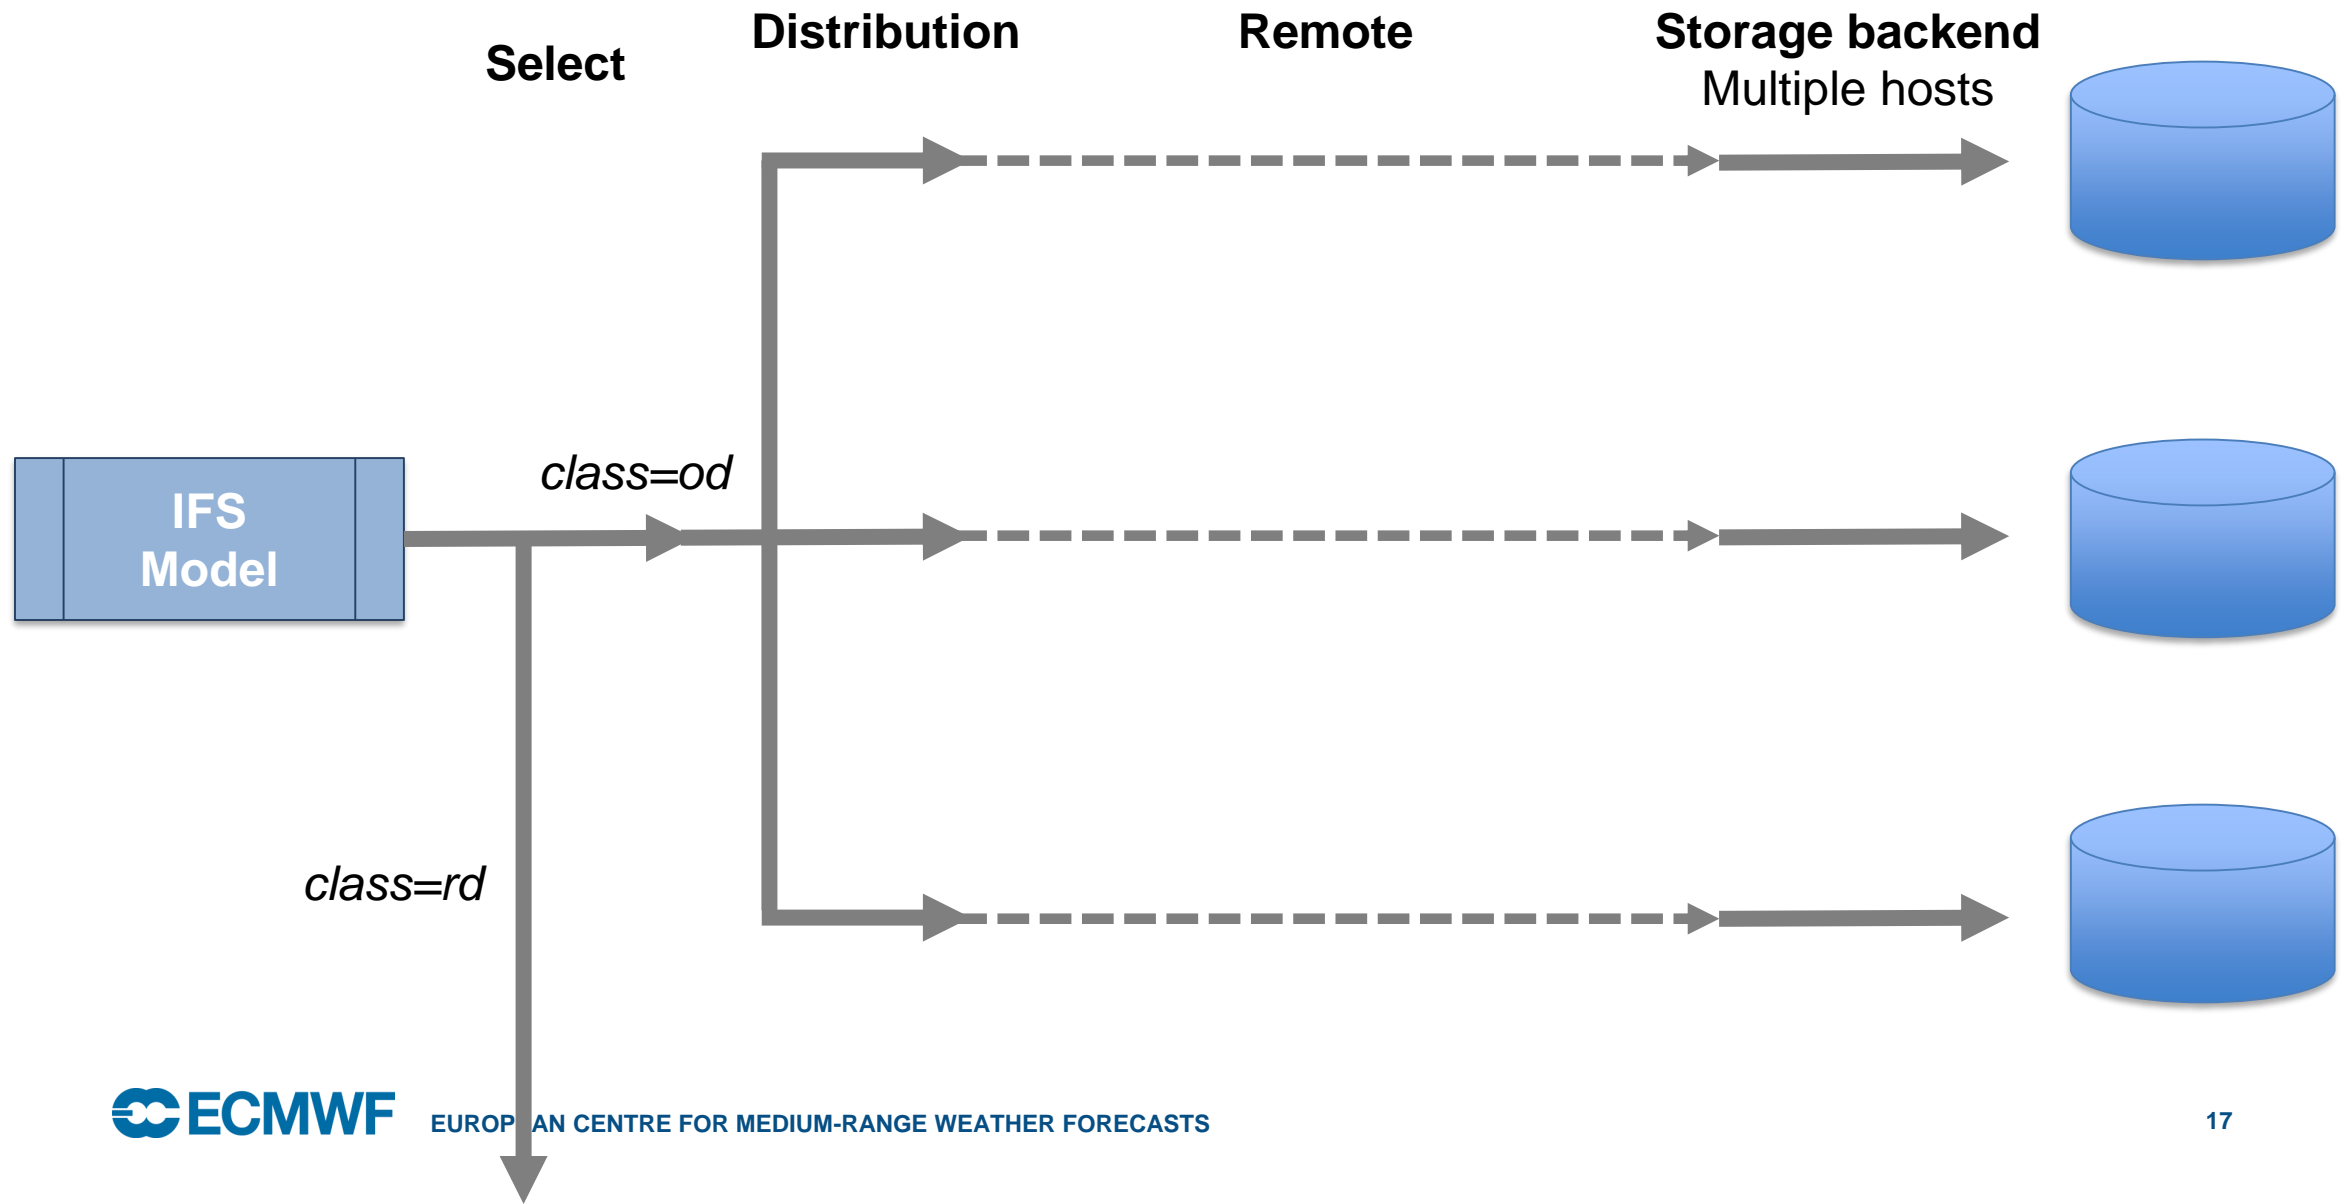 Select
Distribution
Remote
Storage backend
Multiple hosts
class=od
IFS
Model
class=rd
ECMWF
EUROP AN CENTRE FOR MEDIUM-RANGE WEATHER FORECASTS
17